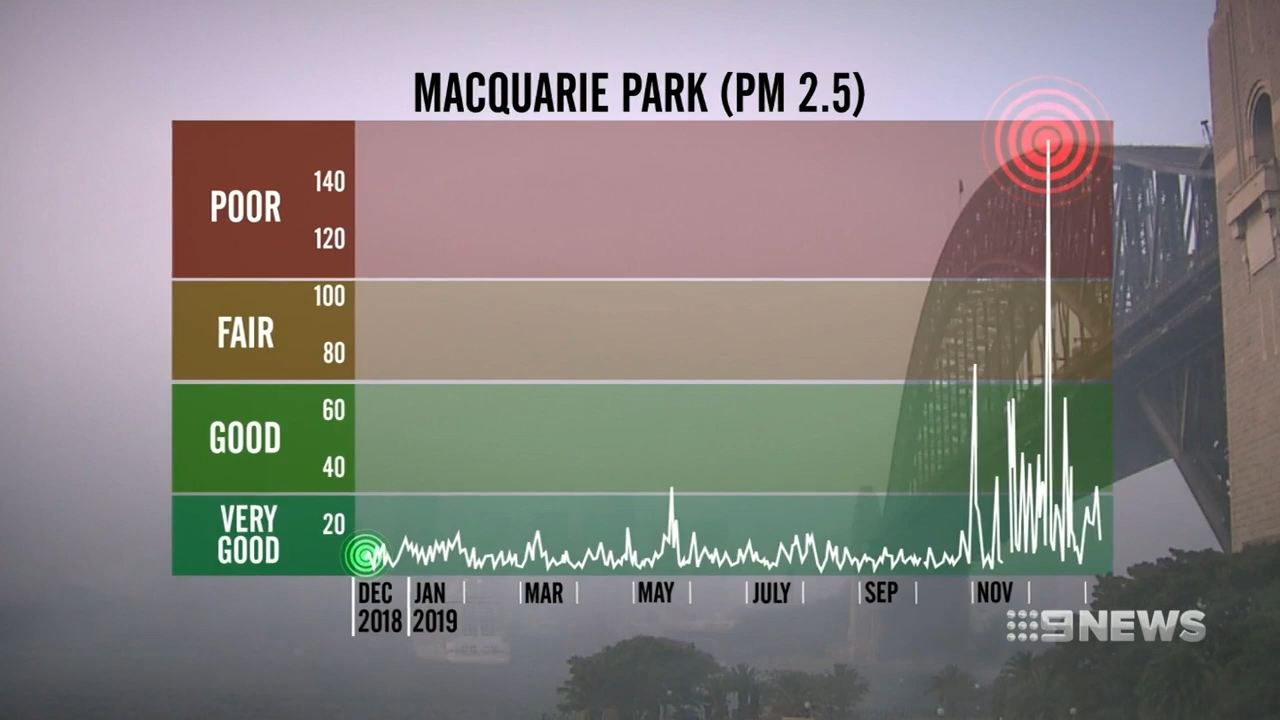 MACQUARIE PARK (PM 2.5)
POOR
140
120
FAIR
100
80
GOOD
60
40
VERY GOOD
20
DEC 2018
JAN 2019
MAR
MAY
JULY
SEP
NOV
9NEWS